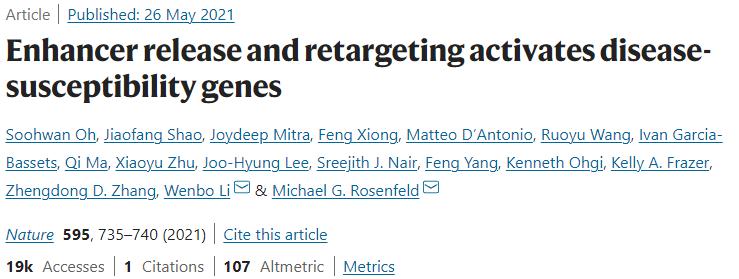 Article | Published: 26 May 2021
Enhancer release and retargeting activates disease-
susceptibility genes
Soohwan Oh, Jiaofang Shao, Joydeep Mitra, Feng Xiong, Matteo D’Antonio, Ruoyu Wang, Ivan Garcia-
Bassets, Qi Ma, Xiaoyu Zhu, Joo-Hyung Lee, Sreejith J. Nair, Feng Yang, Kenneth Ohgi, Kelly A. Frazer,
Zhengdong D. Zhang, Wenbo Li & Michael G. Rosenfeld
Nature 595, 735–740 (2021) | Cite this article
19k Accesses | 1 Citations | 107 Altmetric | Metrics